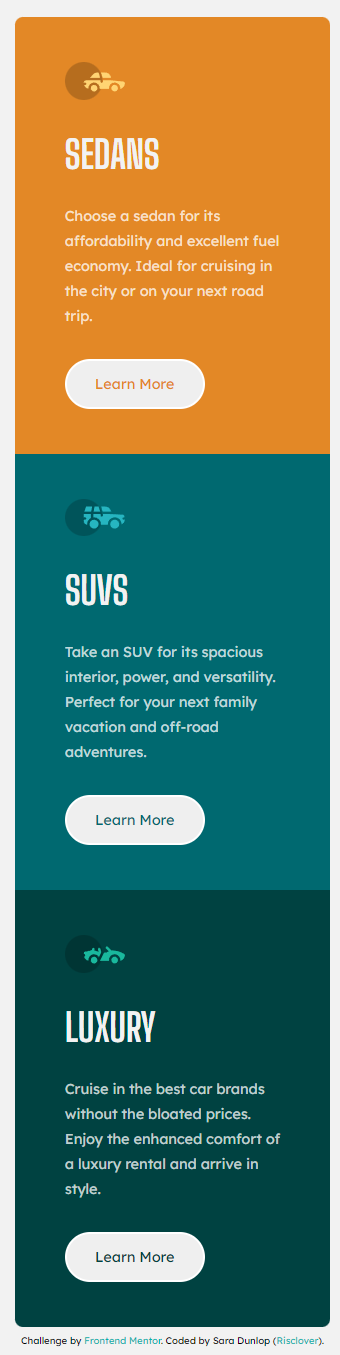 SEDANS
Choose a sedan for its
affordability and excellent fuel
economy. Ideal for cruising in
the city or on your next road
trip.
Learn More
SUVS
Take an SUV for its spacious
interior, power, and versatility.
Perfect for your next family
vacation and off-road
adventures.
Learn More
LUXURY
Cruise in the best car brands
without the bloated prices.
Enjoy the enhanced comfort of
a luxury rental and arrive in
style.
Learn More
Challenge by Frontend Mentor. Coded by Sara Dunlop (Risclover).